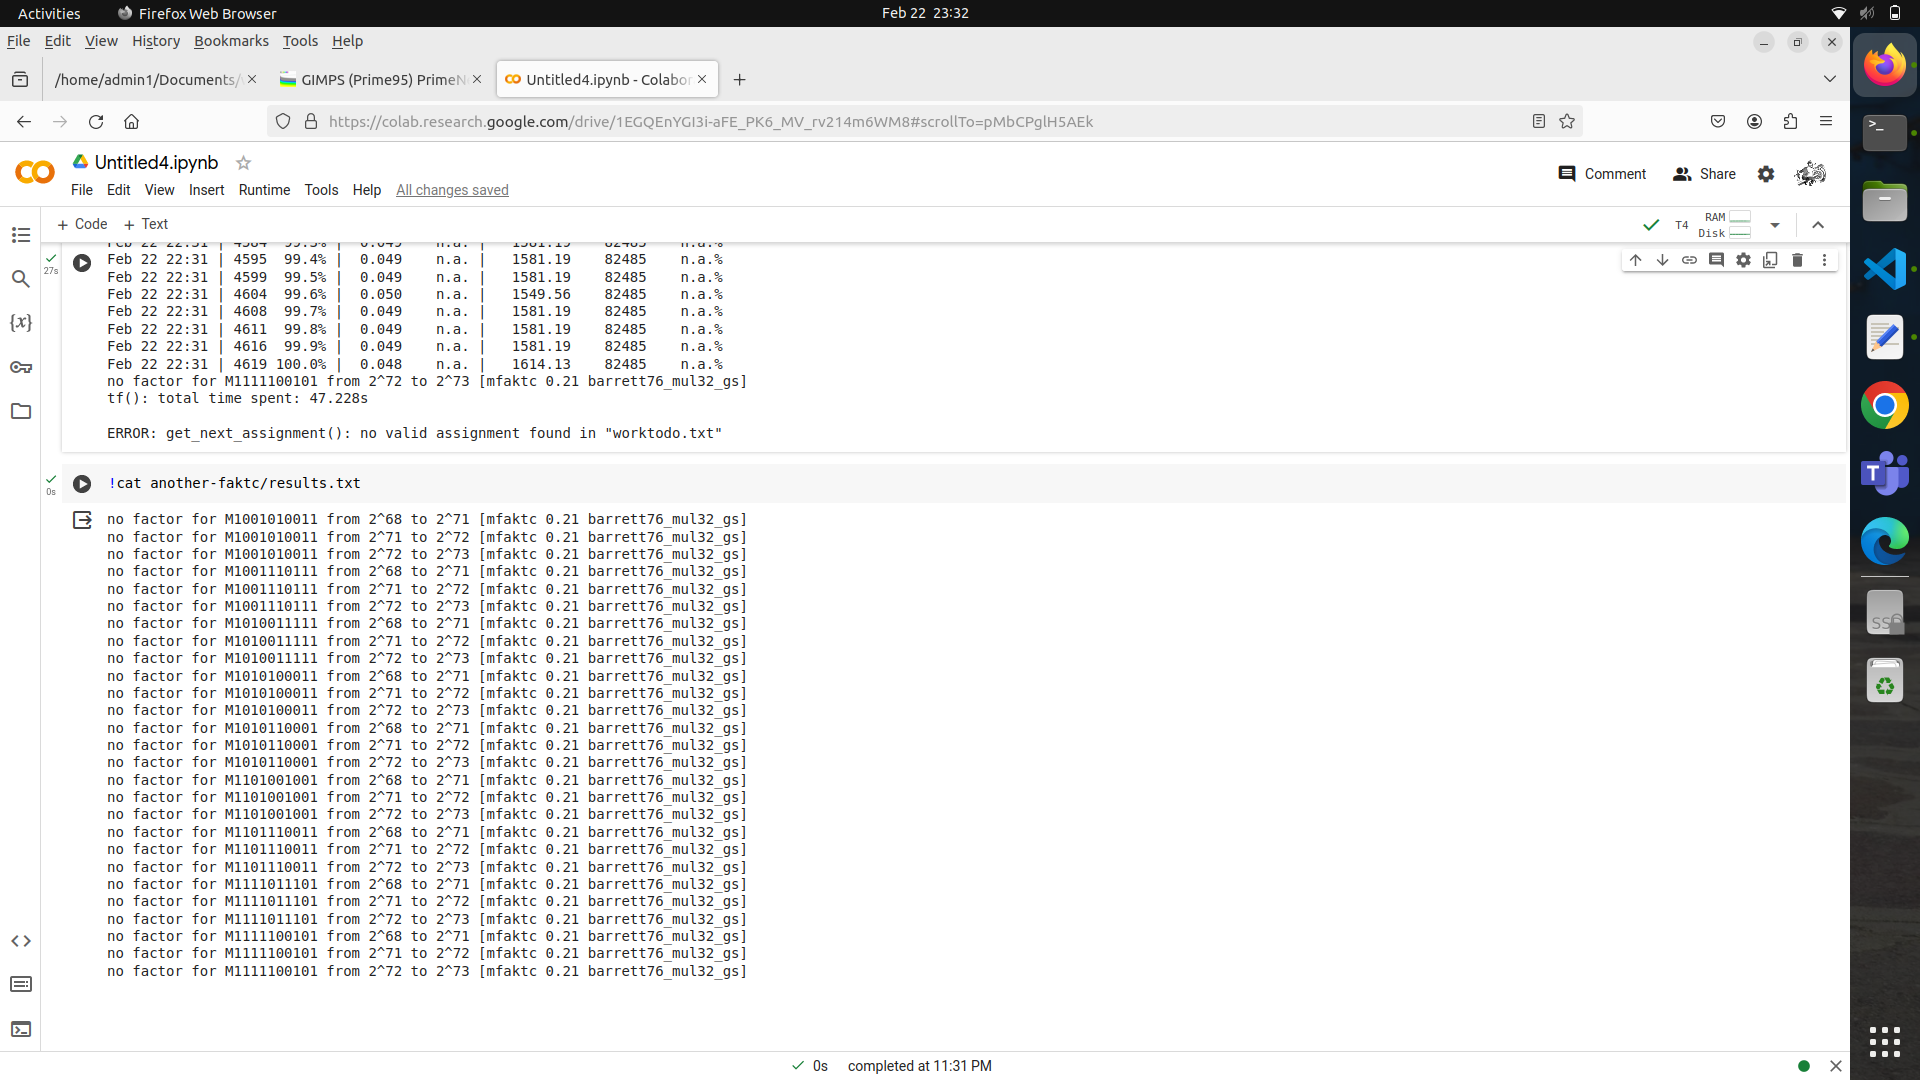 Activities Firefox Web Browser Feb 22 23:32
File Edit View History Bookmarks Tools Help
/home/admin1/Documents/ GIMPS (Prime95) PrimeN Untitled4.ipynb - Colabor
https://colab.research.google.com/drive/1EGQEnYGI3i-aFE_PK6_MV_rv214m6WM8#scrollTo=pMbCPglH5AEk
Untitled4.ipynb
Comment Share
File Edit View Insert Runtime Tools Help All changes saved
+ Code + Text T4 RAM
Disk
Feb 22 22:31 | 4584 99.3% | 0.049 n.a. | 1581.19 82485 n.a.%
Feb 22 22:31 | 4595 99.4% | 0.049 n.a. | 1581.19 82485 n.a.%
27s
Feb 22 22:31 | 4599 99.5% | 0.049 n.a. | 1581.19 82485 n.a.%
Feb 22 22:31 | 4604 99.6% | 0.050 n.a. | 1549.56 82485 n.a.%
Feb 22 22:31 | 4608 99.7% | 0.049 n.a. | 1581.19 82485 n.a.%
Feb 22 22:31 | 4611 99.8% | 0.049 n.a. | 1581.19 82485 n.a.%
Feb 22 22:31 | 4616 99.9% | 0.049 n.a. | 1581.19 82485 n.a.%
Feb 22 22:31 | 4619 100.0% | 0.048 n.a. | 1614.13 82485 n.a.%
no factor for M1111100101 from 2^72 to 2^73 [mfaktc 0.21 barrett76_mul32_gs]
tf(): total time spent: 47.228s
ERROR: get_next_assignment(): no valid assignment found in "worktodo.txt"
!cat another-faktc/results.txt
0s
no factor for M1001010011 from 2^68 to 2^71 [mfaktc 0.21 barrett76_mul32_gs]
no factor for M1001010011 from 2^71 to 2^72 [mfaktc 0.21 barrett76_mul32_gs]
no factor for M1001010011 from 2^72 to 2^73 [mfaktc 0.21 barrett76_mul32_gs]
no factor for M1001110111 from 2^68 to 2^71 [mfaktc 0.21 barrett76_mul32_gs]
no factor for M1001110111 from 2^71 to 2^72 [mfaktc 0.21 barrett76_mul32_gs]
no factor for M1001110111 from 2^72 to 2^73 [mfaktc 0.21 barrett76_mul32_gs]
no factor for M1010011111 from 2^68 to 2^71 [mfaktc 0.21 barrett76_mul32_gs]
no factor for M1010011111 from 2^71 to 2^72 [mfaktc 0.21 barrett76_mul32_gs]
no factor for M1010011111 from 2^72 to 2^73 [mfaktc 0.21 barrett76_mul32_gs]
no factor for M1010100011 from 2^68 to 2^71 [mfaktc 0.21 barrett76_mul32_gs]
no factor for M1010100011 from 2^71 to 2^72 [mfaktc 0.21 barrett76_mul32_gs]
no factor for M1010100011 from 2^72 to 2^73 [mfaktc 0.21 barrett76_mul32_gs]
no factor for M1010110001 from 2^68 to 2^71 [mfaktc 0.21 barrett76_mul32_gs]
no factor for M1010110001 from 2^71 to 2^72 [mfaktc 0.21 barrett76_mul32_gs]
no factor for M1010110001 from 2^72 to 2^73 [mfaktc 0.21 barrett76_mul32_gs]
no factor for M1101001001 from 2^68 to 2^71 [mfaktc 0.21 barrett76_mul32_gs]
no factor for M1101001001 from 2^71 to 2^72 [mfaktc 0.21 barrett76_mul32_gs]
no factor for M1101001001 from 2^72 to 2^73 [mfaktc 0.21 barrett76_mul32_gs]
no factor for M1101110011 from 2^68 to 2^71 [mfaktc 0.21 barrett76_mul32_gs]
no factor for M1101110011 from 2^71 to 2^72 [mfaktc 0.21 barrett76_mul32_gs]
no factor for M1101110011 from 2^72 to 2^73 [mfaktc 0.21 barrett76_mul32_gs]
no factor for M1111011101 from 2^68 to 2^71 [mfaktc 0.21 barrett76_mul32_gs]
no factor for M1111011101 from 2^71 to 2^72 [mfaktc 0.21 barrett76_mul32_gs]
no factor for M1111011101 from 2^72 to 2^73 [mfaktc 0.21 barrett76_mul32_gs]
no factor for M1111100101 from 2^68 to 2^71 [mfaktc 0.21 barrett76_mul32_gs]
no factor for M1111100101 from 2^71 to 2^72 [mfaktc 0.21 barrett76_mul32_gs]
no factor for M1111100101 from 2^72 to 2^73 [mfaktc 0.21 barrett76_mul32_gs]
0s completed at 11:31 PM